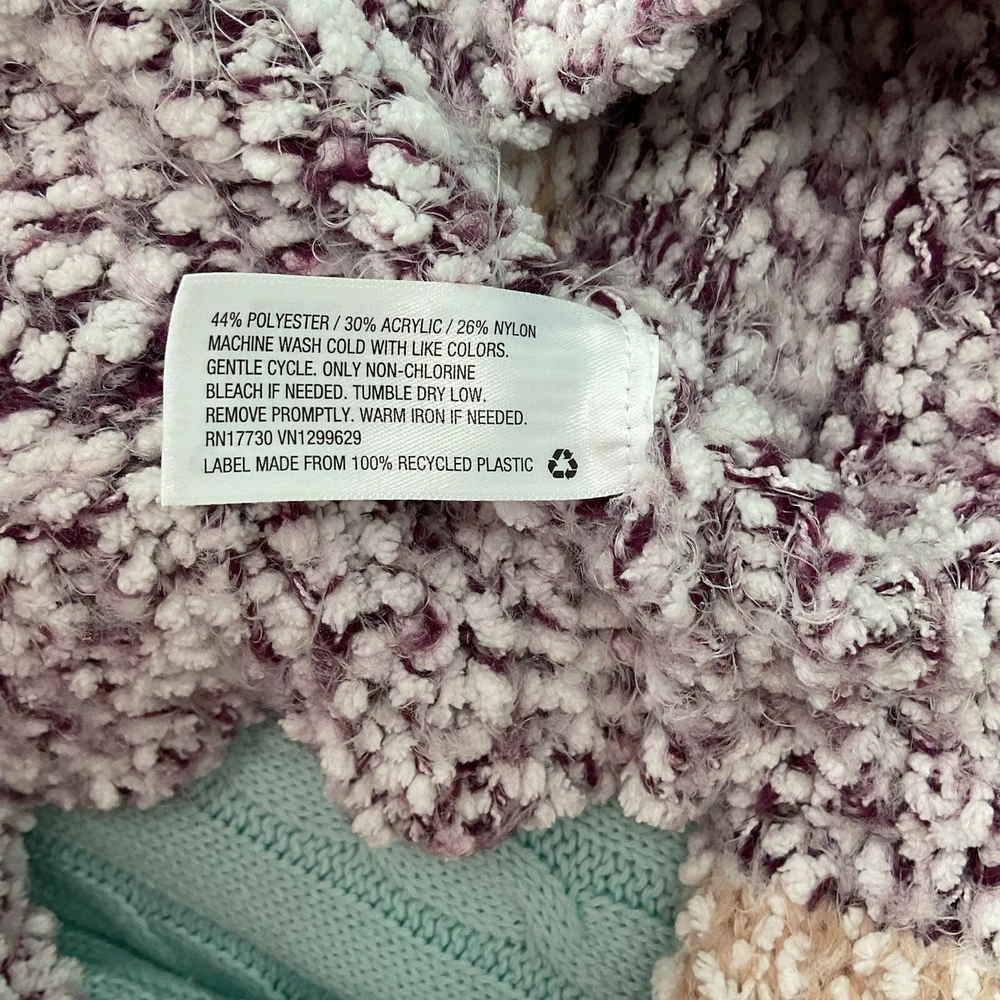 44% POLYESTER / 30% ACRYLIC / 26% NYLON
MACHINE WASH COLD WITH LIKE COLORS.
GENTLE CYCLE. ONLY NON-CHLORINE
BLEACH IF NEEDED. TUMBLE DRY LOW.
REMOVE PROMPTLY. WARM IRON IF NEEDED.
RN17730 VN1299629
LABEL MADE FROM 100% RECYCLED PLASTIC